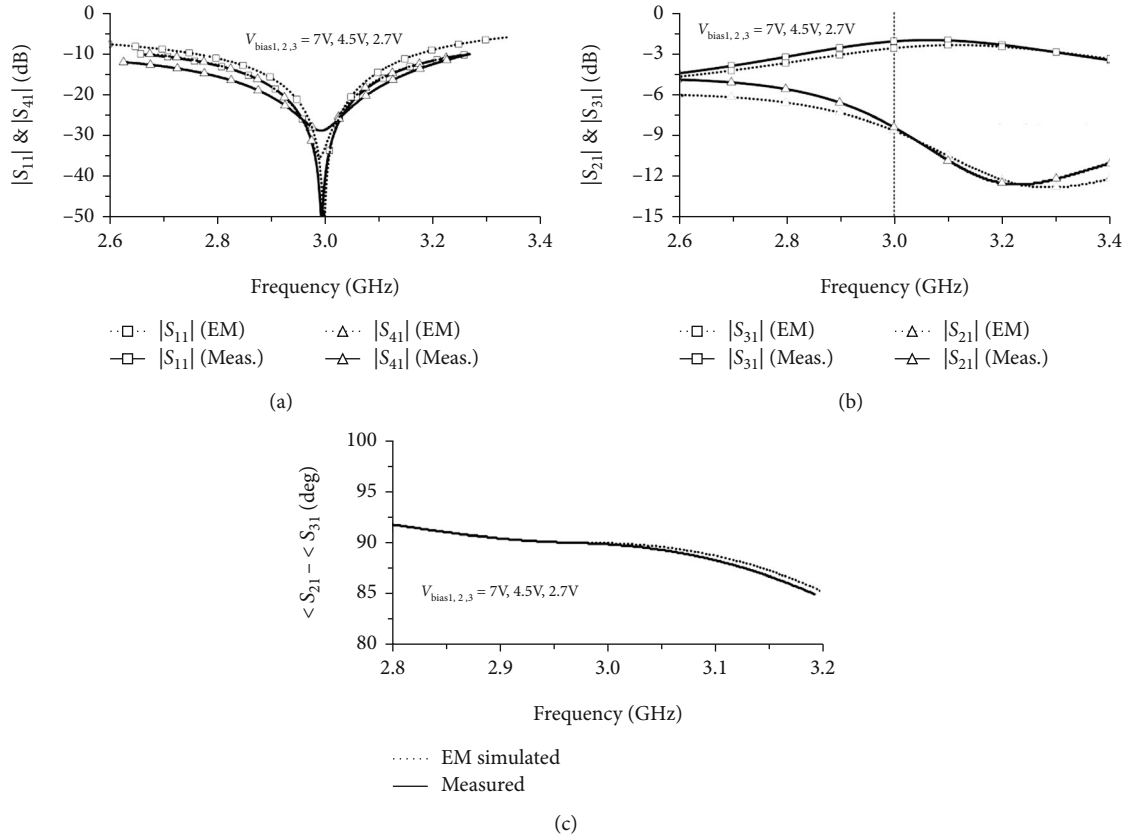 0
−10
−20
−30
−40
−50
|S11| & |S41| (dB)
Vbias1, 2 ,3 = 7V, 4.5V, 2.7V
2.6 2.8 3.0 3.2 3.4
Frequency (GHz)
|S11| (EM) |S41| (EM)
|S11| (Meas.) |S41| (Meas.)
(a)
0
−3
−6
−9
−12
−15
|S21| & |S31| (dB)
Vbias1, 2 ,3 = 7V, 4.5V, 2.7V
2.6 2.8 3.0 3.2 3.4
Frequency (GHz)
|S31| (EM) |S21| (EM)
|S31| (Meas.) |S21| (Meas.)
(b)
100
95
90
85
80
< S21 − < S31 (deg)
Vbias1, 2 ,3 = 7V, 4.5V, 2.7V
2.8 2.9 3.0 3.1 3.2
Frequency (GHz)
EM simulated
Measured
(c)